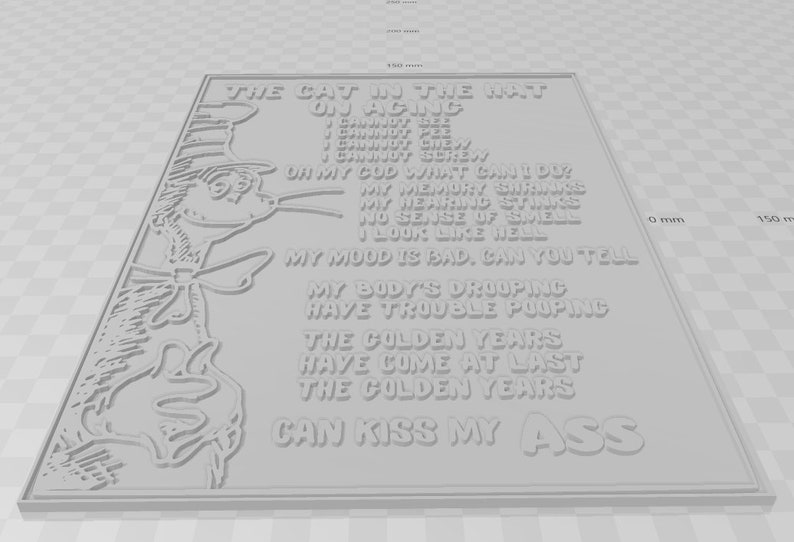 250 mm
200 mm
150 mm
THE CAT IN THE HAT
ON AGING
I CANNOT SEE
I CANNOT PEE
I CANNOT CHEW
I CANNOT SCREW
OH MY GOD WHAT CAN I DO?
MY MEMORY SHRINKS
MY HEARING STINKS
NO SENSE OF SMELL
I LOOK LIKE HELL
MY MOOD IS BAD. CAN YOU TELL
MY BODY'S DROOPING
HAVE TROUBLE POOPING
THE GOLDEN YEARS
HAVE COME AT LAST
THE GOLDEN YEARS
CAN KISS MY ASS
0 mm
150 m